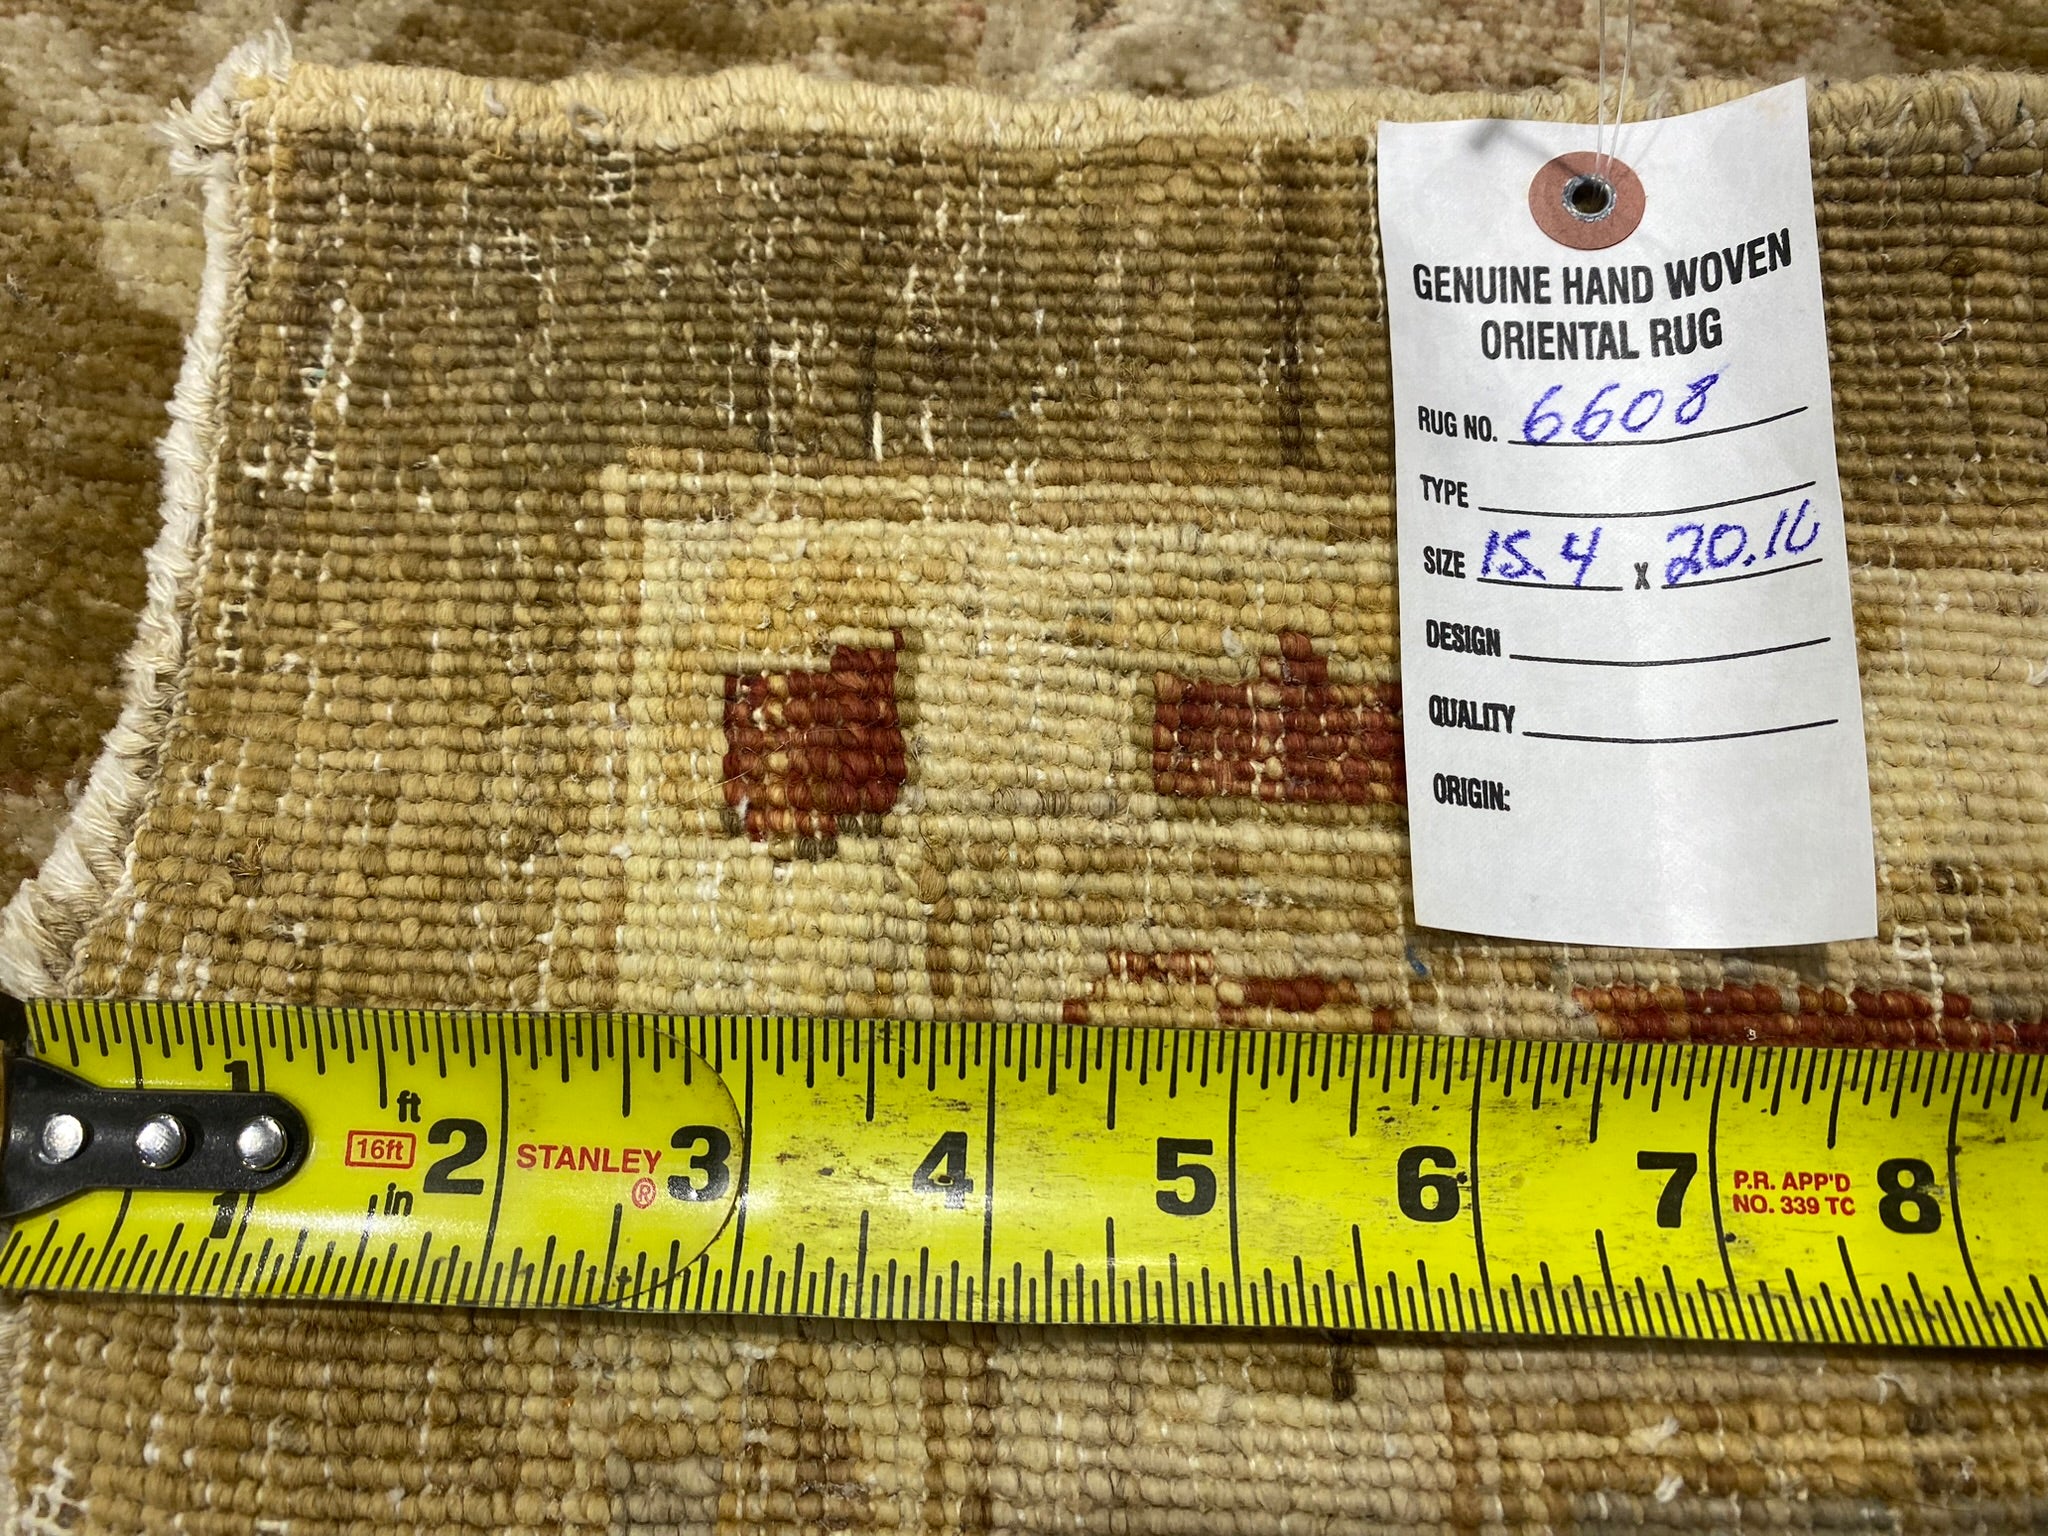 GENUINE HAND WOVEN
ORIENTAL RUG
RUG NO. 6608
TYPE
SIZE 15.4 X 20.10
DESIGN
QUALITY
ORIGIN:
1 ft 2 3 4 5 6 7 8
16ft STANLEY ® P.R. APP'D
NO. 339 TC
1 in